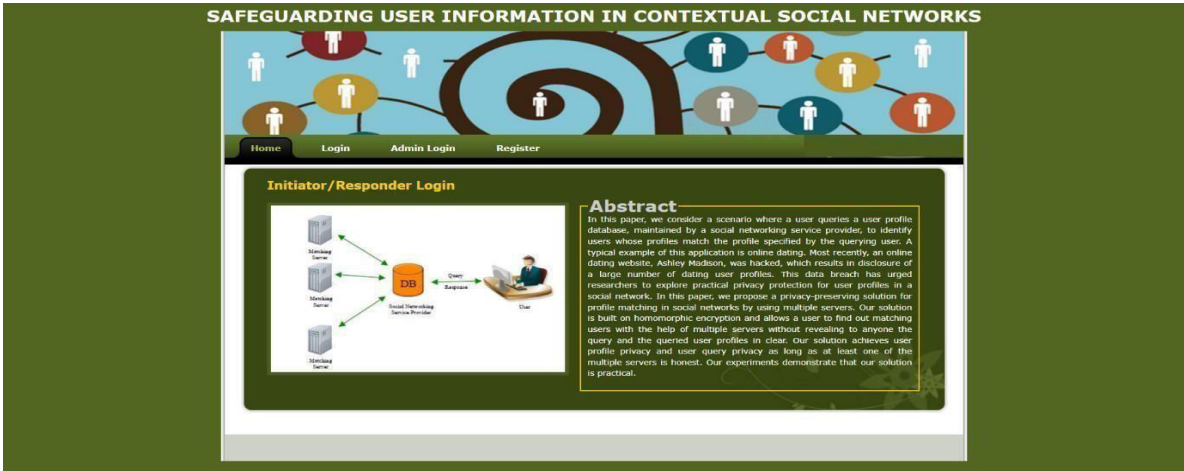 SAFEGUARDING USER INFORMATION IN CONTEXTUAL SOCIAL NETWORKS
Home Login Admin Login Register
Initiator/Responder Login
Matching
Server
Matching
Server
Matching
Server
DB
Social Networking
Service Provider
Query
Response
User
Abstract
In this paper, we consider a scenario where a user queries a user profile
database, maintained by a social networking service provider, to identify
users whose profiles match the profile specified by the querying user. A
typical example of this application is online dating. Most recently, an online
dating website, Ashley Madison, was hacked, which results in disclosure of
a large number of dating user profiles. This data breach has urged
researchers to explore practical privacy protection for user profiles in a
social network. In this paper, we propose a privacy-preserving solution for
profile matching in social networks by using multiple servers. Our solution
is built on homomorphic encryption and allows a user to find out matching
users with the help of multiple servers without revealing to anyone the
query and the queried user profiles in clear. Our solution achieves user
profile privacy and user query privacy as long as at least one of the
multiple servers is honest. Our experiments demonstrate that our solution
is practical.